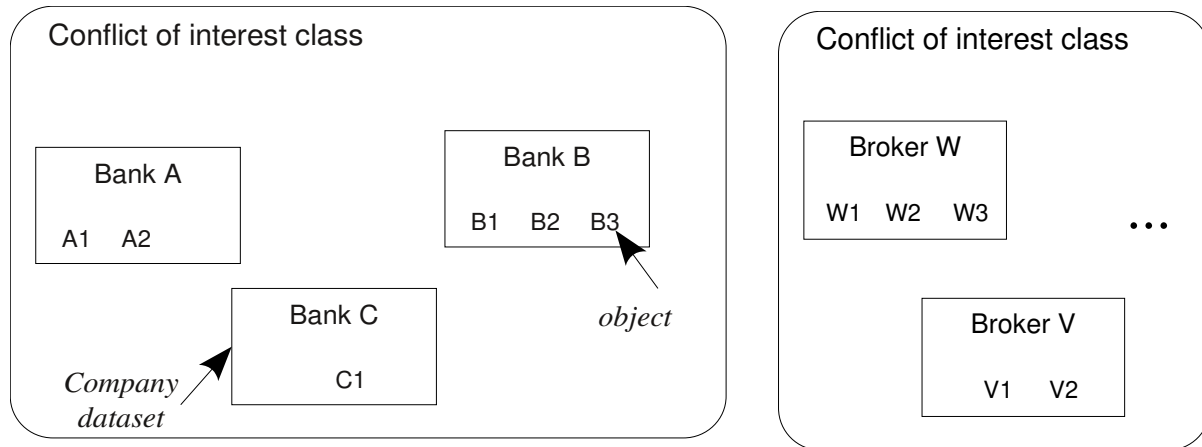 Conflict of interest class
Bank A
A1 A2
Bank B
B1 B2 B3
object
Bank C
C1
Company
dataset
Conflict of interest class
Broker W
W1 W2 W3
...
Broker V
V1 V2